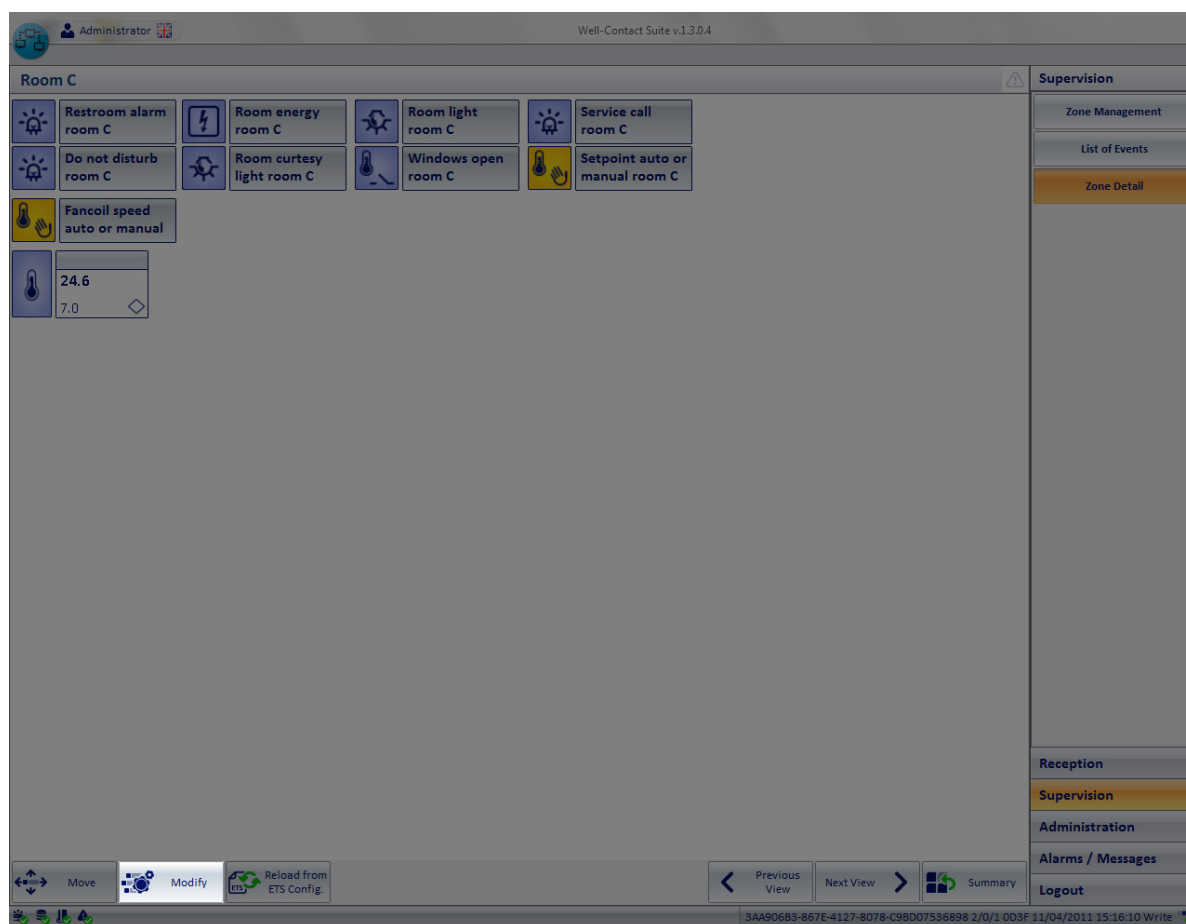 Administrator
Well-Contact Suite v.1.3.0.4
Room C
Supervision
Restroom alarm
room C
Room energy
room C
Room light
room C
Service call
room C
Zone Management
Do not disturb
room C
Room curtesy
light room C
Windows open
room C
Setpoint auto or
manual room C
List of Events
Zone Detail
Fancoil speed
auto or manual
24.6
7.0
Reception
Supervision
Administration
Alarms / Messages
Logout
Move
Modify
ETS
Reload from
ETS Config.
Previous
View
Next View
Summary
3AA906B3-867E-4127-8078-C9BD07536898 2/0/1 0D3F 11/04/2011 15:16:10 Write